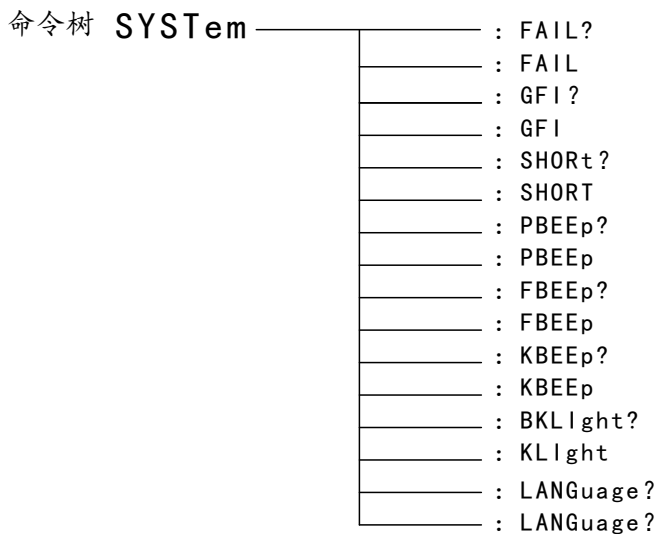 命令树 SYSTem : FAIL?
: FAIL
: GFI?
: GFI
: SHORt?
: SHORT
: PBEEp?
: PBEEp
: FBEEp?
: FBEEp
: KBEEp?
: KBEEp
: BKLIght?
: KLIght
: LANGuage?
: LANGuage?